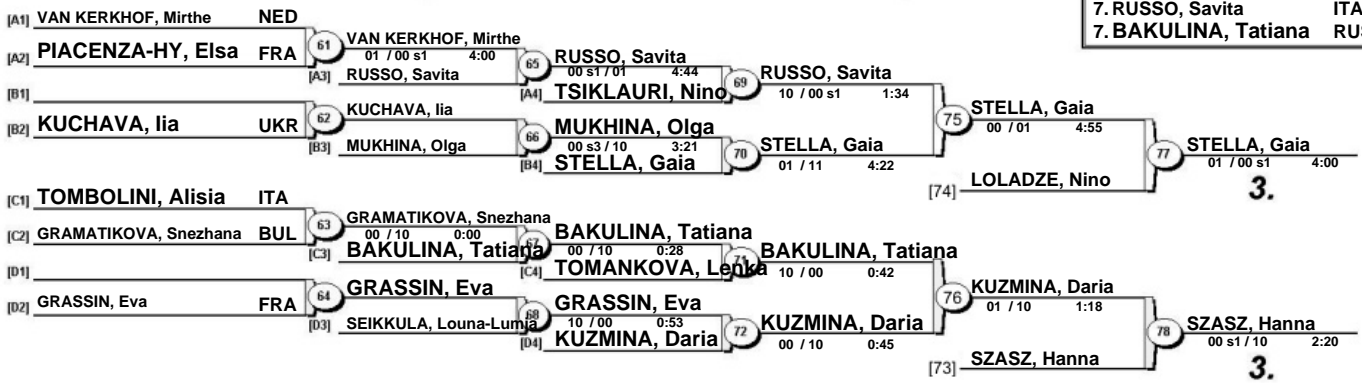 7. RUSSO, Savita ITA
7. BAKULINA, Tatiana RUS
[A1] VAN KERKHOF, Mirthe NED
[A2] PIACENZA-HY, Elsa FRA
61
VAN KERKHOF, Mirthe
01 / 00 s1 4:00
[A3] RUSSO, Savita
65
RUSSO, Savita
00 s1 / 01 4:44
[A4] TSIKLAURI, Nino
69
RUSSO, Savita
10 / 00 s1 1:34
[B1]
[B2] KUCHAVA, Iia UKR
62
KUCHAVA, Iia
[B3] MUKHINA, Olga
66
MUKHINA, Olga
00 s3 / 10 3:21
[B4] STELLA, Gaia
70
STELLA, Gaia
01 / 11 4:22
75
STELLA, Gaia
00 / 01 4:55
[74] LOLADZE, Nino
77
STELLA, Gaia
01 / 00 s1 4:00
3.
[C1] TOMBOLINI, Alisia ITA
[C2] GRAMATIKOVA, Snezhana BUL
63
GRAMATIKOVA, Snezhana
00 / 10 0:00
[C3] BAKULINA, Tatiana
67
BAKULINA, Tatiana
00 / 10 0:28
[C4] TOMANKOVA, Lenka
71
BAKULINA, Tatiana
10 / 00 0:42
[D1]
[D2] GRASSIN, Eva FRA
64
GRASSIN, Eva
[D3] SEIKKULA, Louna-Lumia
68
GRASSIN, Eva
10 / 00 0:53
[D4] KUZMINA, Daria
72
KUZMINA, Daria
00 / 10 0:45
76
KUZMINA, Daria
01 / 10 1:18
[73] SZASZ, Hanna
78
SZASZ, Hanna
00 s1 / 10 2:20
3.